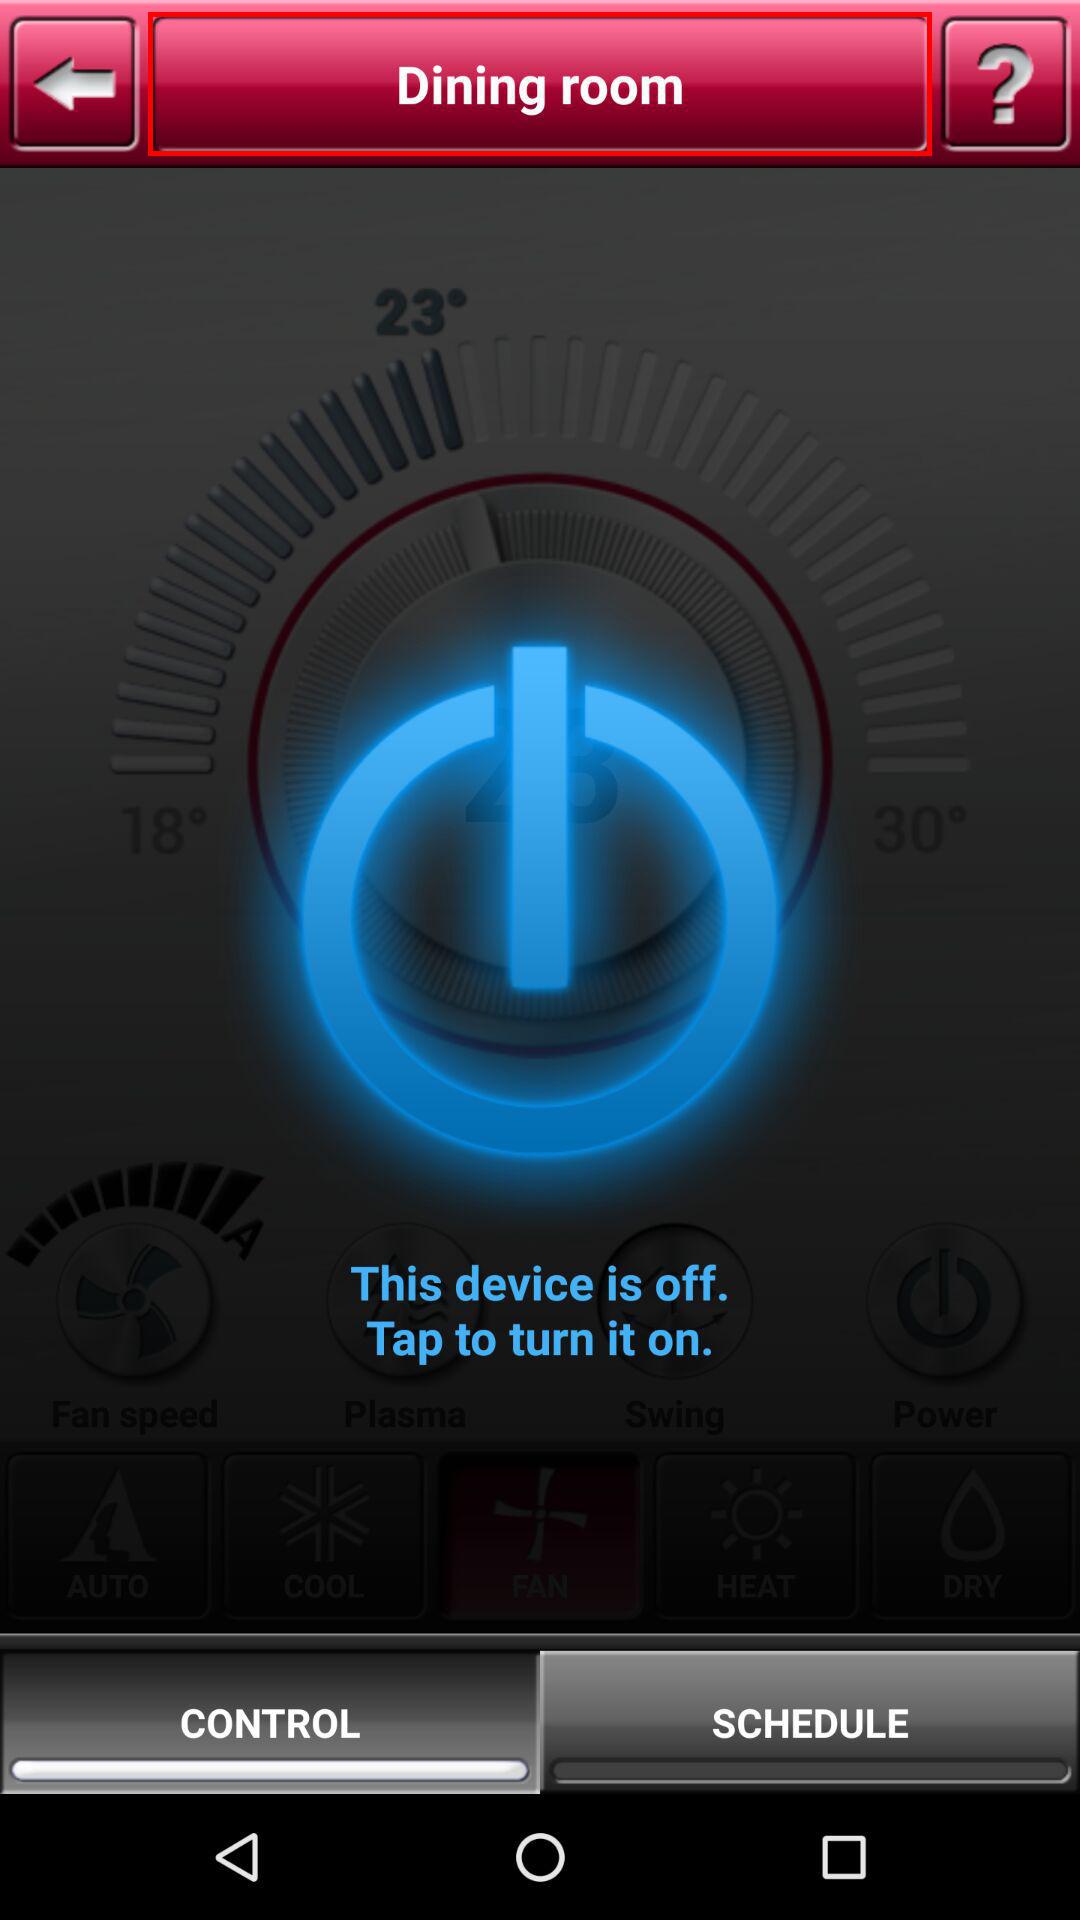 Dining room
23°
23
18°
30°
This device is off.
Tap to turn it on.
Fan speed
Plasma
Swing
Power
A
AUTO
COOL
FAN
HEAT
DRY
CONTROL
SCHEDULE